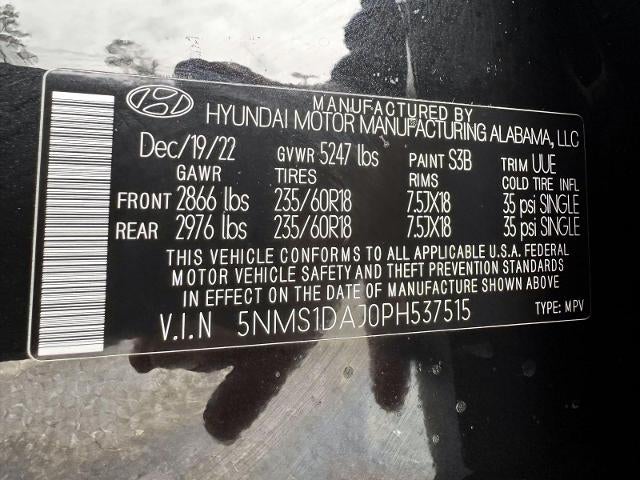 MANUFACTURED BY
HYUNDAI MOTOR MANUFACTURING ALABAMA, LLC
Dec/19/22 GVWR 5247 lbs PAINT S3B TRIM UUE
GAWR TIRES RIMS COLD TIRE INFL
FRONT 2866 lbs 235/60R18 7.5JX18 35 psi SINGLE
REAR 2976 lbs 235/60R18 7.5JX18 35 psi SINGLE
THIS VEHICLE CONFORMS TO ALL APPLICABLE U.S.A. FEDERAL
MOTOR VEHICLE SAFETY AND THEFT PREVENTION STANDARDS
IN EFFECT ON THE DATE OF MANUFACTURE SHOWN ABOVE
V.I.N 5NMS1DAJ0PH537515 TYPE: MPV